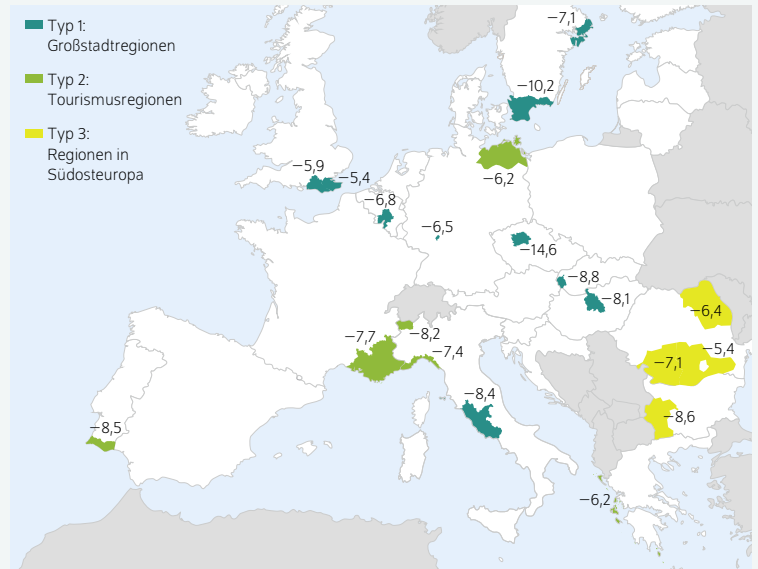 Typ 1:
Großstadtregionen
Typ 2:
Tourismusregionen
Typ 3:
Regionen in
Südosteuropa
−7,1
−10,2
−6,2
−5,9
−5,4
−6,8
−6,5
−14,6
−8,8
−8,1
−6,4
−5,4
−7,1
−7,7
−8,2
−7,4
−8,4
−8,6
−8,5
−6,2